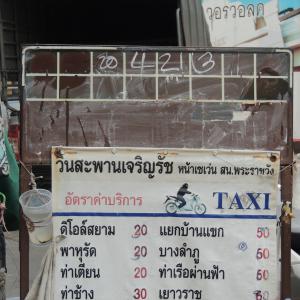 วอรวอลค
20 4 2 3
วินสะพานเจริญรัช หน้าเซเว่น สน.พระราชวัง
อัตราค่าบริการ TAXI
ดิโอล์สยาม 20 แยกบ้านแขก 50
พาหุรัด 20 บางลำภู 50
ท่าเตียน 20 ท่าเรือผ่านฟ้า 50
ท่าช้าง 30 เยาวราช